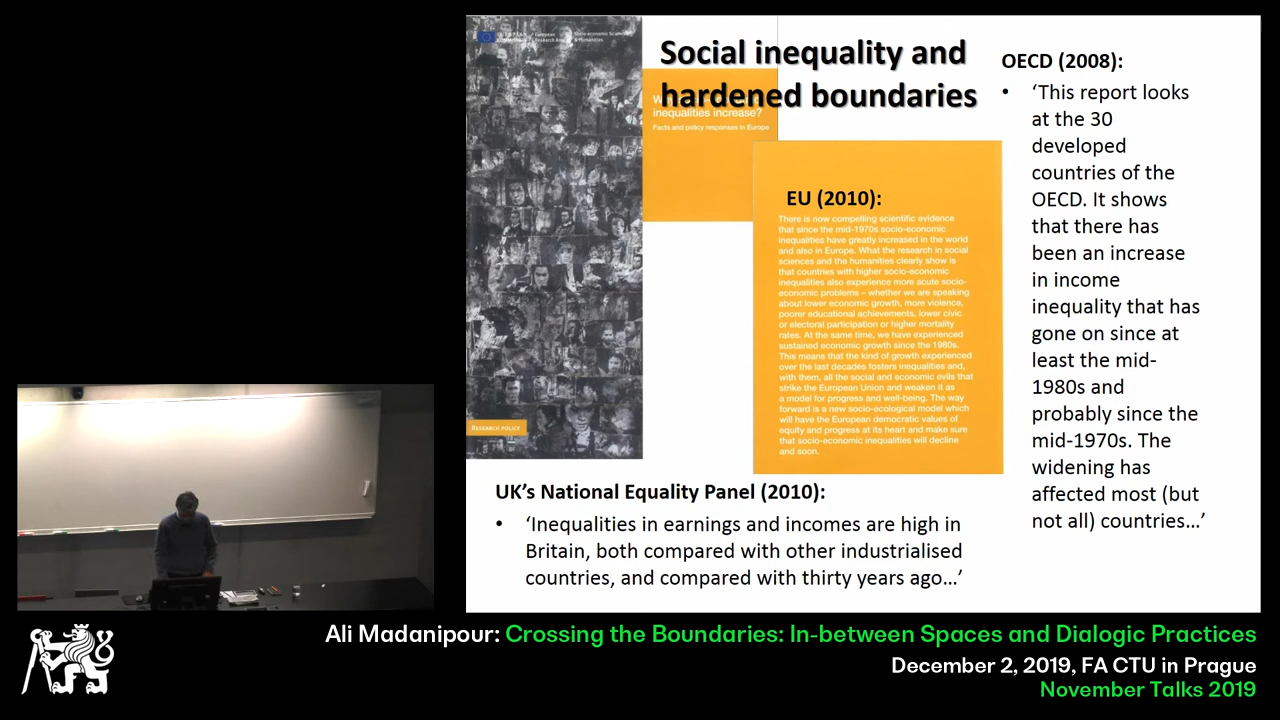 Social inequality and
hardened boundaries
inequalities increase?
Facts and policy responses in Europe
RESEARCH POLICY
EU (2010):
There is now compelling scientific evidence
that since the mid-1970s socio-economic
inequalities have greatly increased in the world
and also in Europe. What the research in social
sciences and the humanities clearly show is
that countries with higher socio-economic
inequalities also experience more acute socio-
economic problems – whether we are speaking
about lower economic growth, more violence,
poorer educational achievements, lower civic
or electoral participation or higher mortality
rates. At the same time, we have experienced
sustained economic growth since the 1980s.
This means that the kind of growth experienced
over the last decades fosters inequalities and,
with them, all the social and economic evils that
strike the European Union and weaken it as
a model for progress and well-being. The way
forward is a new socio-ecological model which
will have the European democratic values of
equity and progress at its heart and make sure
that socio-economic inequalities will decline
and soon.
OECD (2008):
• ‘This report looks
at the 30
developed
countries of the
OECD. It shows
that there has
been an increase
in income
inequality that has
gone on since at
least the mid-
1980s and
probably since the
mid-1970s. The
widening has
affected most (but
not all) countries…’
UK’s National Equality Panel (2010):
• ‘Inequalities in earnings and incomes are high in
Britain, both compared with other industrialised
countries, and compared with thirty years ago…’
Ali Madanipour: Crossing the Boundaries: In-between Spaces and Dialogic Practices
December 2, 2019, FA CTU in Prague
November Talks 2019